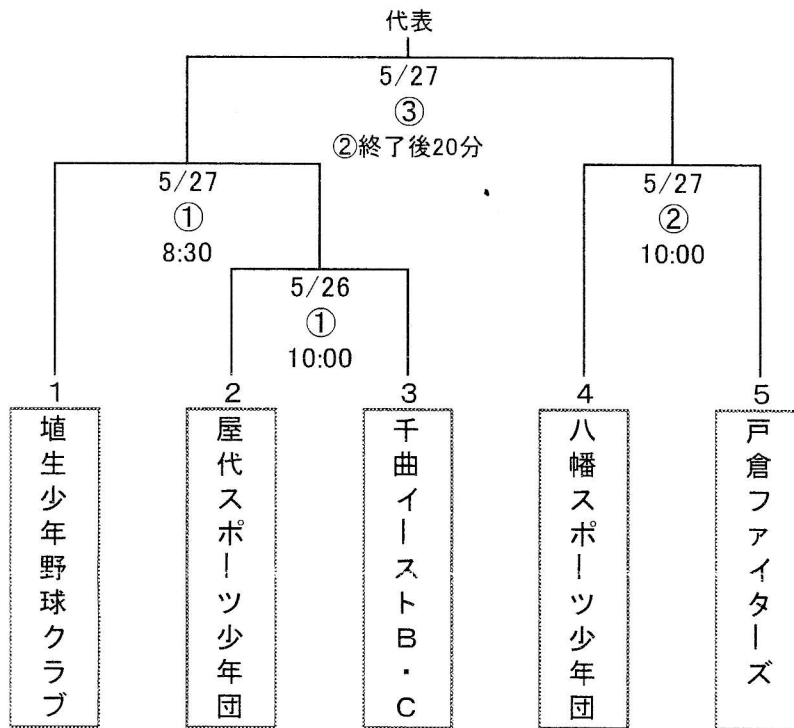 代表
5/27
③
②終了後20分
5/27
①
8:30
5/27
②
10:00
5/26
①
10:00
1
2
3
4
5
埴生少年野球クラブ
屋代スポーツ少年団
千曲イーストB・C
八幡スポーツ少年団
戸倉ファイターズ